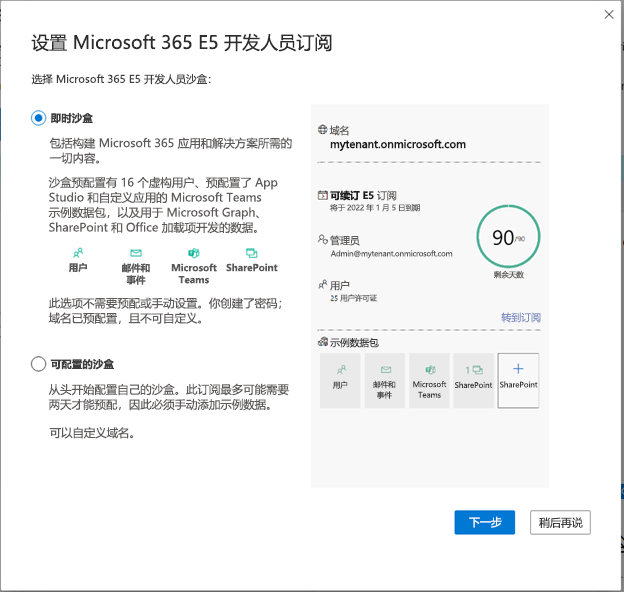 设置 Microsoft 365 E5 开发人员订阅
选择 Microsoft 365 E5 开发人员沙盒:
即时沙盒
包括构建 Microsoft 365 应用和解决方案所需的
一切内容。
沙盒预配置有 16 个虚构用户、预配置了 App
Studio 和自定义应用的 Microsoft Teams
示例数据包，以及用于 Microsoft Graph、
SharePoint 和 Office 加载项开发的数据。
用户
邮件和
事件
Microsoft
Teams
SharePoint
此选项不需要预配或手动设置。你创建了密码；
域名已预配置，且不可自定义。
可配置的沙盒
从头开始配置自己的沙盒。此订阅最多可能需要
两天才能预配，因此必须手动添加示例数据。
可以自定义域名。
域名
mytenant.onmicrosoft.com
可续订 E5 订阅
将于 2022 年 1 月 5 日到期
管理员
Admin@mytenant.onmicrosoft.com
用户
25 用户许可证
90/90
剩余天数
转到订阅
示例数据包
用户
邮件和
事件
Microsoft
Teams
1
SharePoint
+
SharePoint
下一步
稍后再说